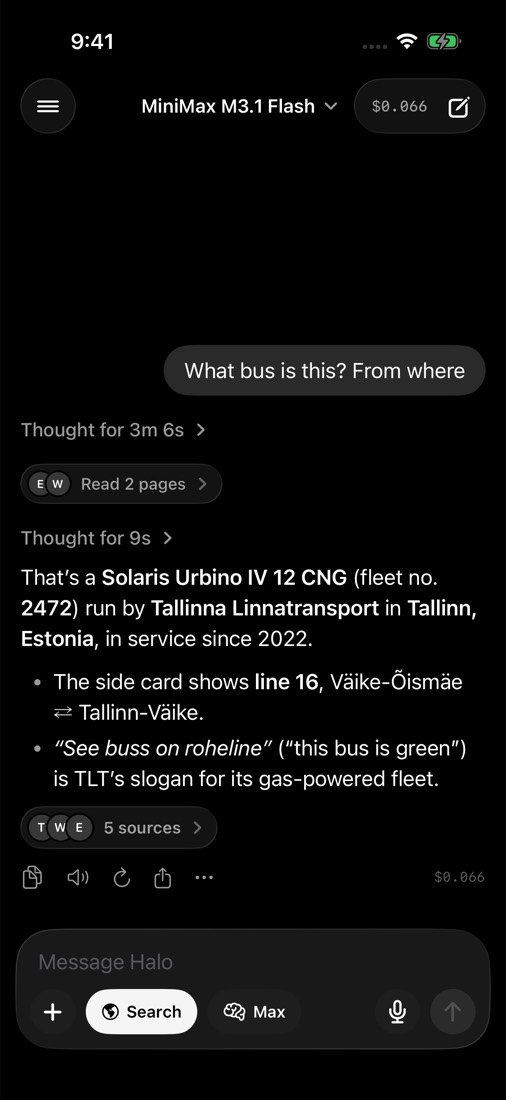 9:41
MiniMax M3.1 Flash
$0.066
What bus is this? From where
Thought for 3m 6s
E W Read 2 pages
Thought for 9s
That’s a Solaris Urbino IV 12 CNG (fleet no.
2472) run by Tallinna Linnatransport in Tallinn,
Estonia, in service since 2022.
• The side card shows line 16, Väike-Õismäe
⇄ Tallinn-Väike.
• “See buss on roheline” (“this bus is green”)
is TLT’s slogan for its gas-powered fleet.
T W E 5 sources
$0.066
Message Halo
Search
Max